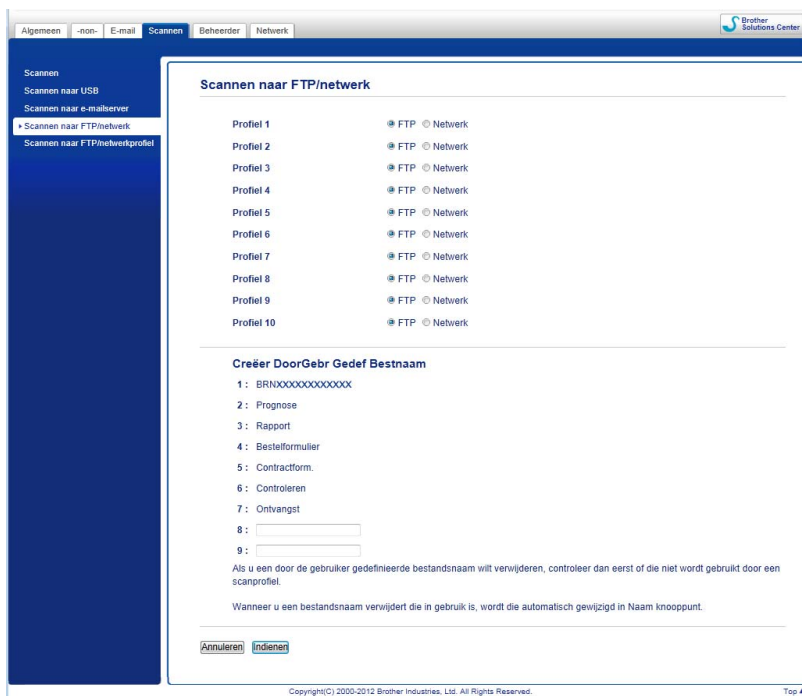 Brother
Solutions Center
Algemeen -non- E-mail Scannen Beheerder Netwerk
Scannen
Scannen naar USB
Scannen naar e-mailserver
Scannen naar FTP/netwerk
Scannen naar FTP/netwerkprofiel
Scannen naar FTP/netwerk
Profiel 1 FTP Netwerk
Profiel 2 FTP Netwerk
Profiel 3 FTP Netwerk
Profiel 4 FTP Netwerk
Profiel 5 FTP Netwerk
Profiel 6 FTP Netwerk
Profiel 7 FTP Netwerk
Profiel 8 FTP Netwerk
Profiel 9 FTP Netwerk
Profiel 10 FTP Netwerk
Creëer DoorGebr Gedef Bestnaam
1 : BRNXXXXXXXXXXXX
2 : Prognose
3 : Rapport
4 : Bestelformulier
5 : Contractform.
6 : Controleren
7 : Ontvangst
8 :
9 :
Als u een door de gebruiker gedefinieerde bestandsnaam wilt verwijderen, controleer dan eerst of die niet wordt gebruikt door een
scanprofiel.
Wanneer u een bestandsnaam verwijdert die in gebruik is, wordt die automatisch gewijzigd in Naam knooppunt.
Annuleren Indienen
Copyright(C) 2000-2012 Brother Industries, Ltd. All Rights Reserved.
Top